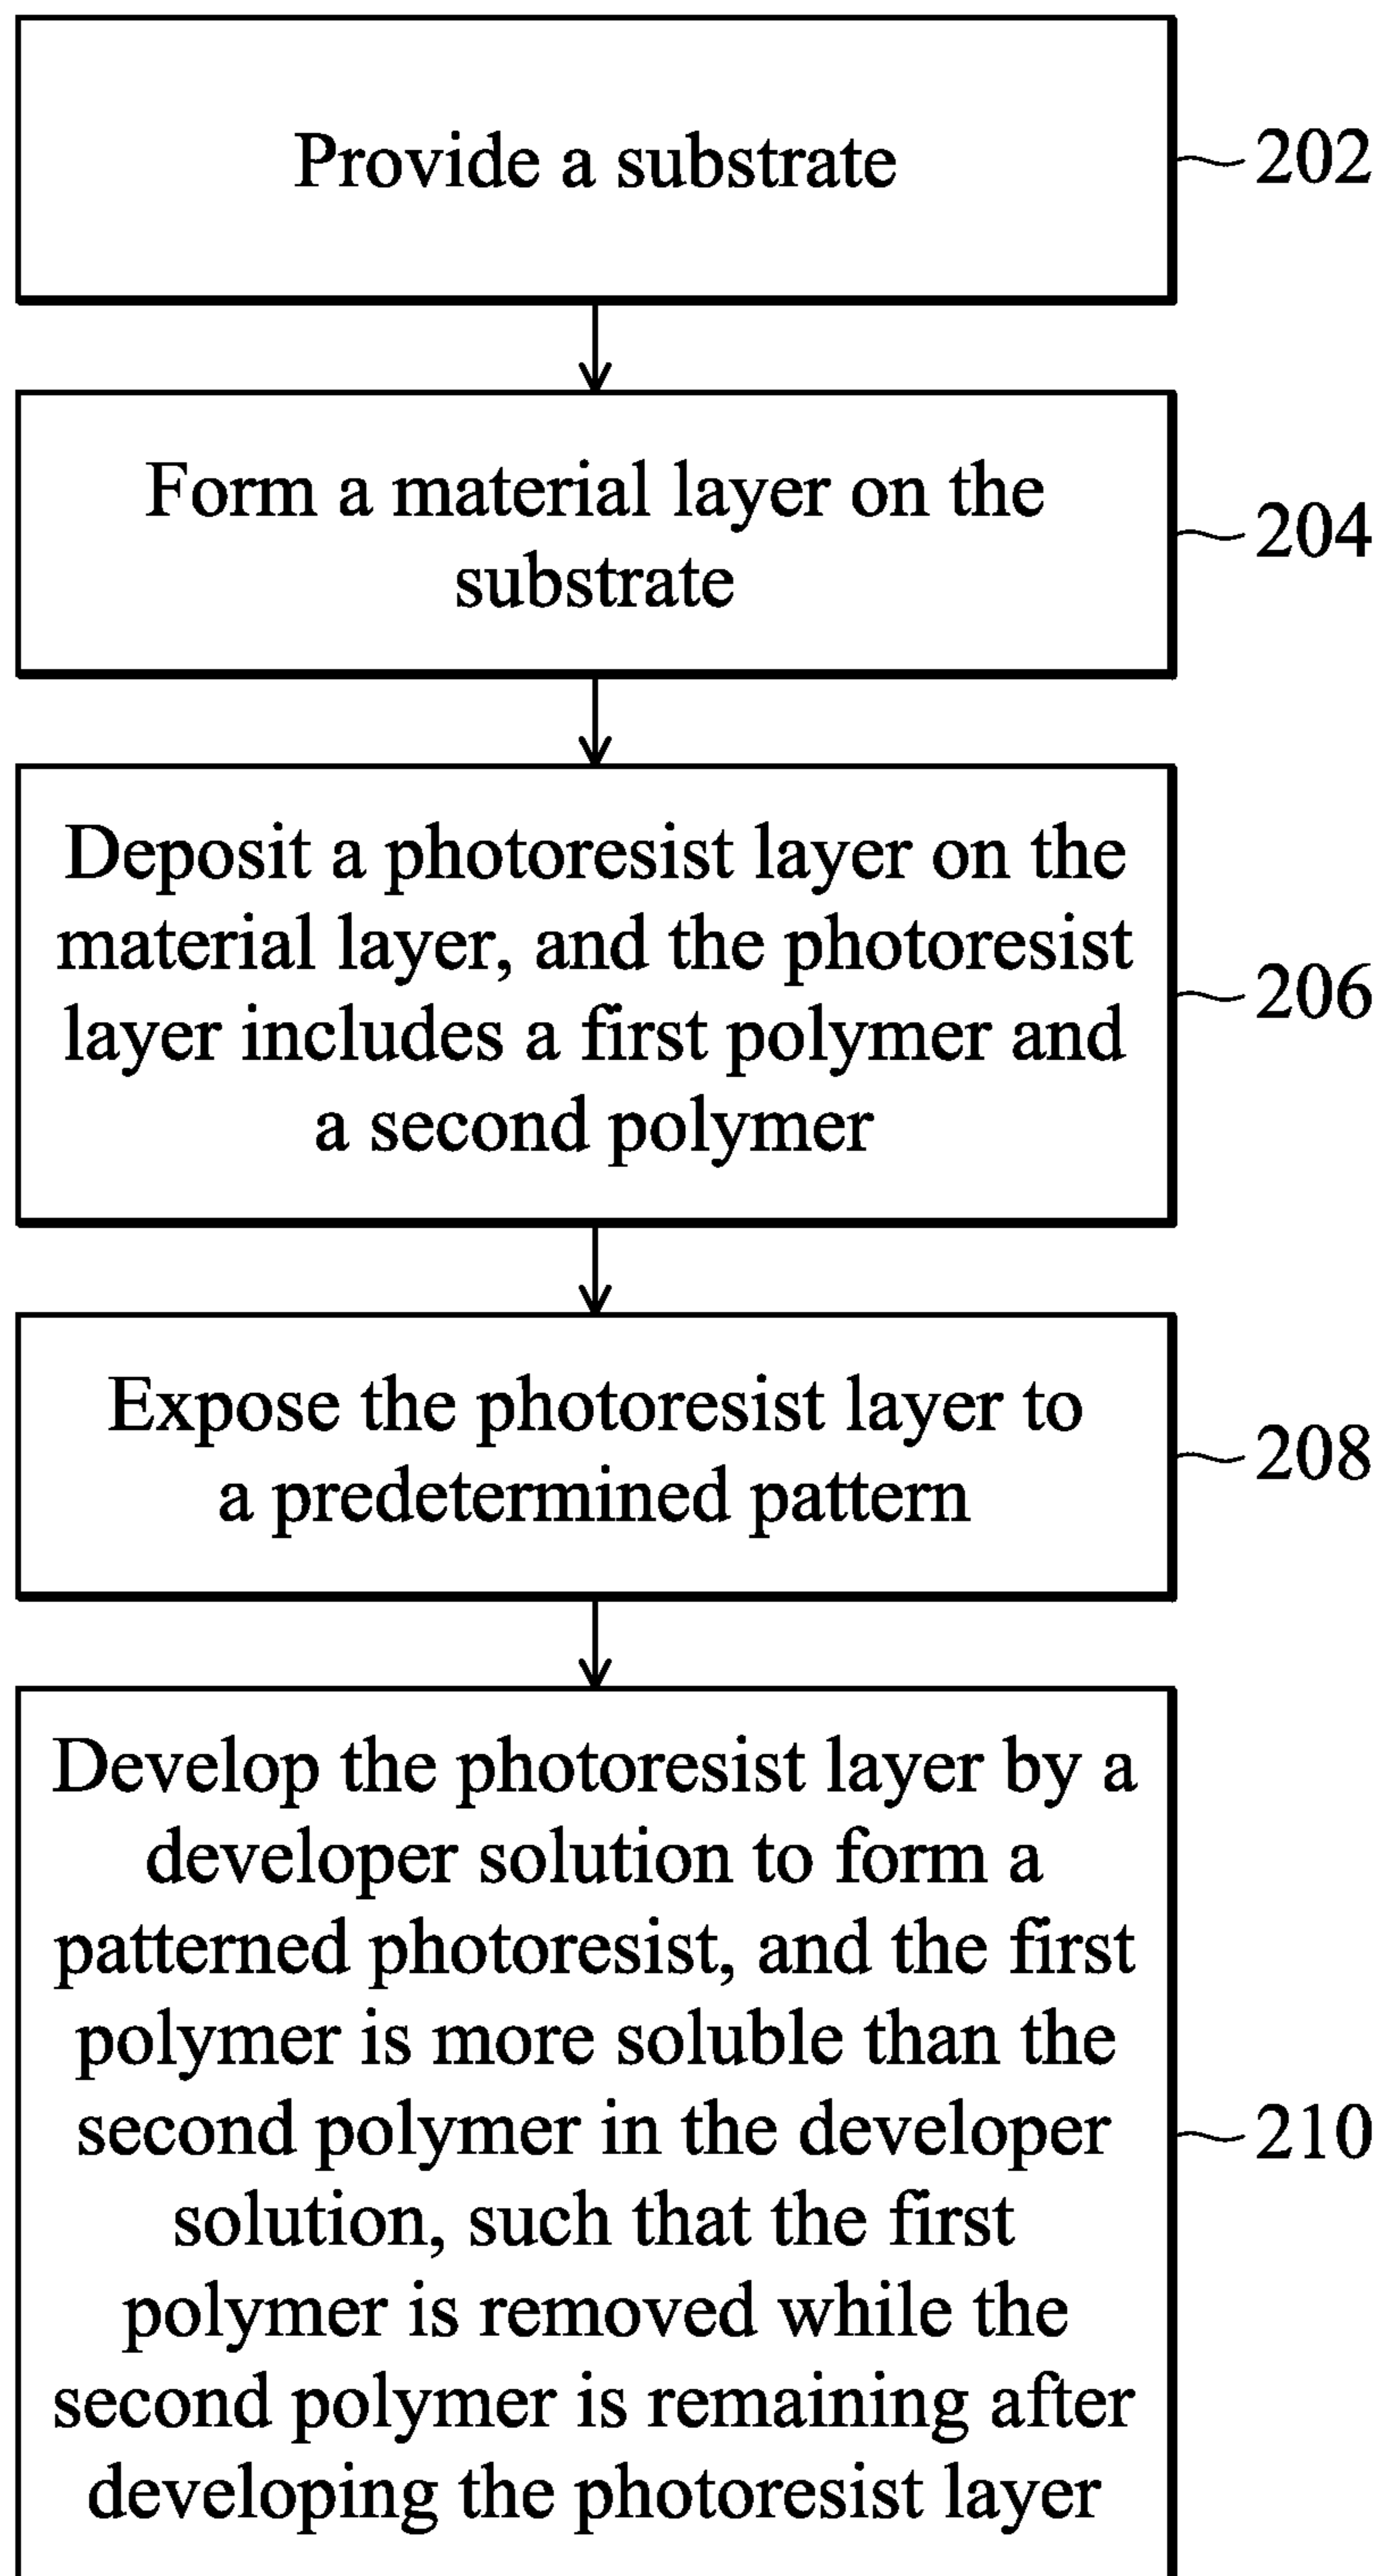 Provide a substrate
202
Form a material layer on the
substrate
204
Deposit a photoresist layer on the
material layer, and the photoresist
layer includes a first polymer and
a second polymer
206
Expose the photoresist layer to
a predetermined pattern
208
Develop the photoresist layer by a
developer solution to form a
patterned photoresist, and the first
polymer is more soluble than the
second polymer in the developer
solution, such that the first
polymer is removed while the
second polymer is remaining after
developing the photoresist layer
210